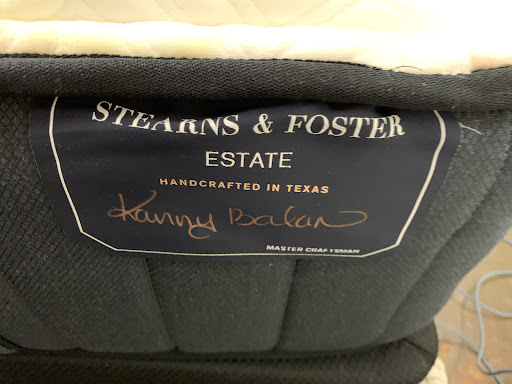 STEARNS & FOSTER
ESTATE
HANDCRAFTED IN TEXAS
Kanny Balan
MASTER CRAFTSMAN